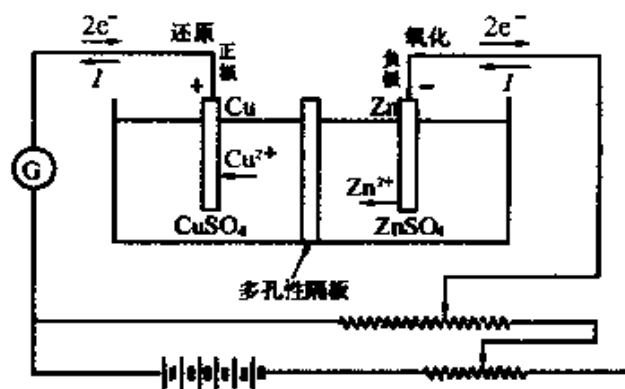 2e⁻
还原
氧化
2e⁻
I
正极
负极
I
+
−
Cu
Zn
G
Cu²⁺
Zn²⁺
CuSO₄
ZnSO₄
多孔性隔板